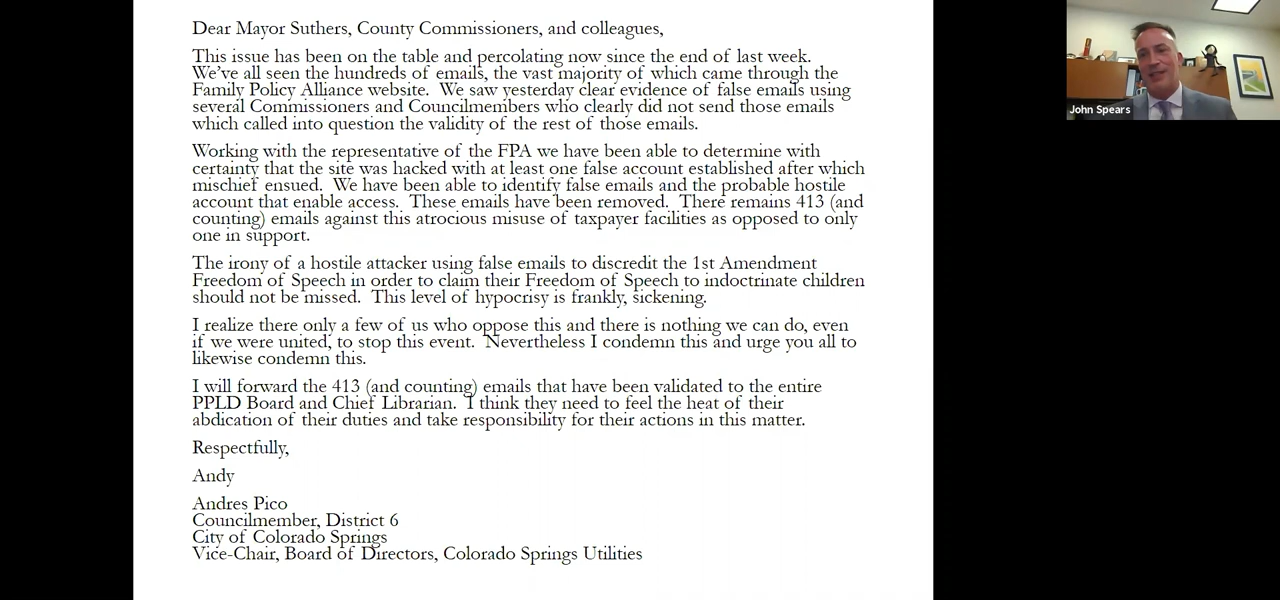 Dear Mayor Suthers, County Commissioners, and colleagues,
This issue has been on the table and percolating now since the end of last week.
We've all seen the hundreds of emails, the vast majority of which came through the
Family Policy Alliance website. We saw yesterday clear evidence of false emails using
several Commissioners and Councilmembers who clearly did not send those emails
which called into question the validity of the rest of those emails.
Working with the representative of the FPA we have been able to determine with
certainty that the site was hacked with at least one false account established after which
mischief ensued. We have been able to identify false emails and the probable hostile
account that enable access. These emails have been removed. There remains 413 (and
counting) emails against this atrocious misuse of taxpayer facilities as opposed to only
one in support.
The irony of a hostile attacker using false emails to discredit the 1st Amendment
Freedom of Speech in order to claim their Freedom of Speech to indoctrinate children
should not be missed. This level of hypocrisy is frankly, sickening.
I realize there only a few of us who oppose this and there is nothing we can do, even
if we were united, to stop this event. Nevertheless I condemn this and urge you all to
likewise condemn this.
I will forward the 413 (and counting) emails that have been validated to the entire
PPLD Board and Chief Librarian. I think they need to feel the heat of their
abdication of their duties and take responsibility for their actions in this matter.
Respectfully,
Andy
Andres Pico
Councilmember, District 6
City of Colorado Springs
Vice-Chair, Board of Directors, Colorado Springs Utilities
John Spears